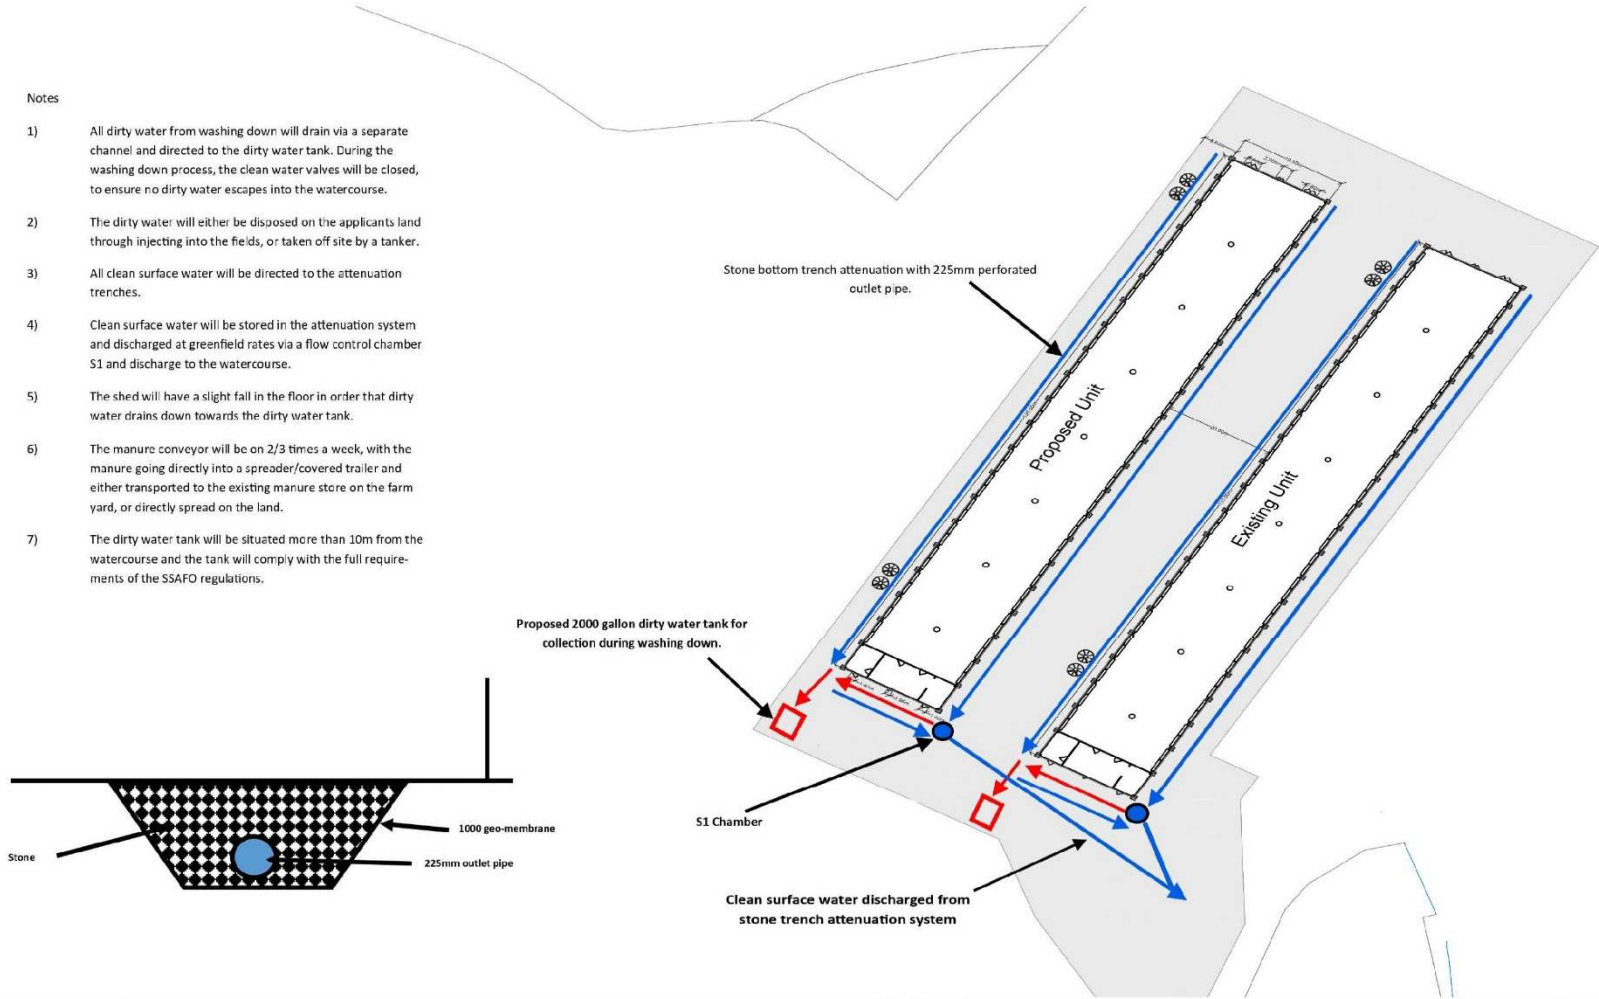 Notes
1) All dirty water from washing down will drain via a separate
channel and directed to the dirty water tank. During the
washing down process, the clean water valves will be closed,
to ensure no dirty water escapes into the watercourse.
2) The dirty water will either be disposed on the applicants land
through injecting into the fields, or taken off site by a tanker.
3) All clean surface water will be directed to the attenuation
trenches.
4) Clean surface water will be stored in the attenuation system
and discharged at greenfield rates via a flow control chamber
S1 and discharge to the watercourse.
5) The shed will have a slight fall in the floor in order that dirty
water drains down towards the dirty water tank.
6) The manure conveyor will be on 2/3 times a week, with the
manure going directly into a spreader/covered trailer and
either transported to the existing manure store on the farm
yard, or directly spread on the land.
7) The dirty water tank will be situated more than 10m from the
watercourse and the tank will comply with the full require-
ments of the SSAFO regulations.
Stone bottom trench attenuation with 225mm perforated
outlet pipe.
Proposed Unit
Existing Unit
Proposed 2000 gallon dirty water tank for
collection during washing down.
S1 Chamber
Clean surface water discharged from
stone trench attenuation system
1000 geo-membrane
Stone
225mm outlet pipe